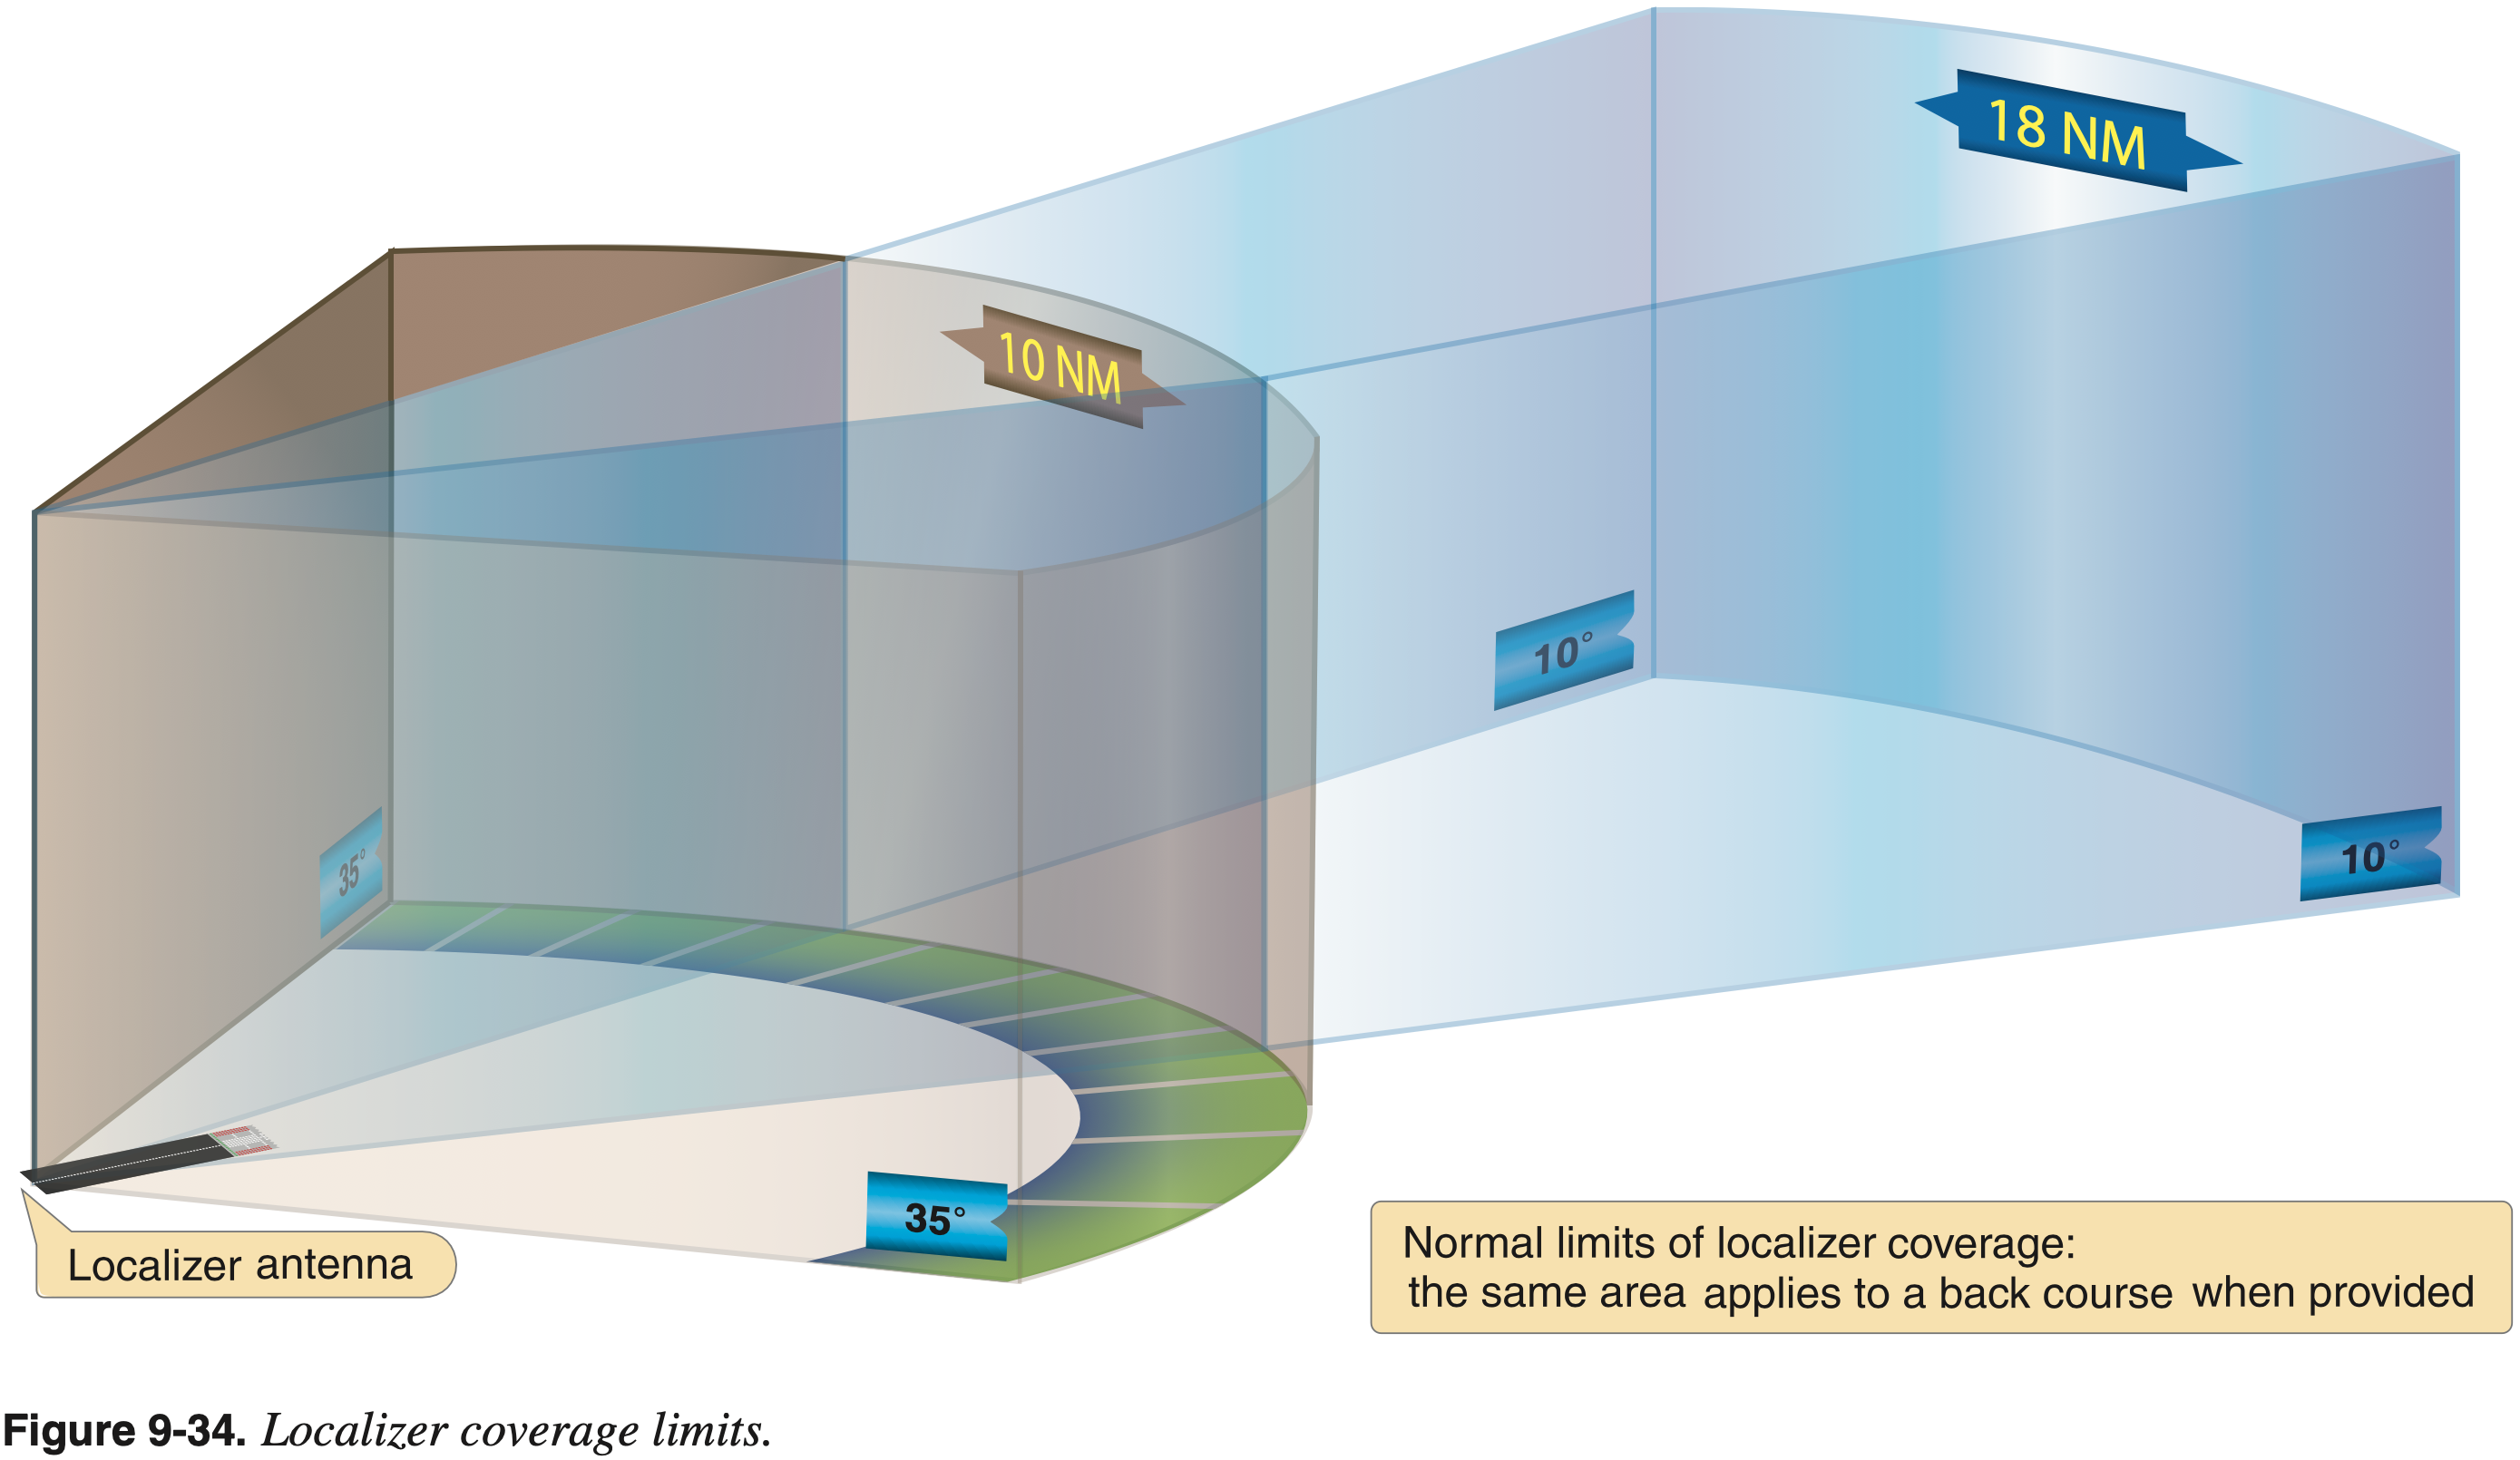 18 NM
10 NM
10°
35°
10°
35°
Localizer antenna
Normal limits of localizer coverage:
the same area applies to a back course when provided
Figure 9-34. Localizer coverage limits.